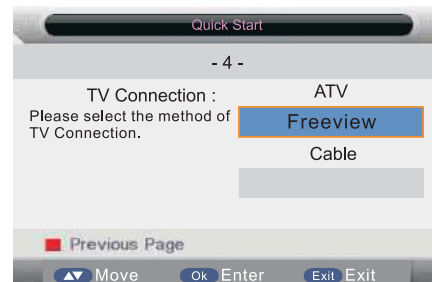 Quick Start
- 4 -
TV Connection :
Please select the method of
TV Connection.
ATV
Freeview
Cable
Previous Page
Move Ok Enter Exit Exit